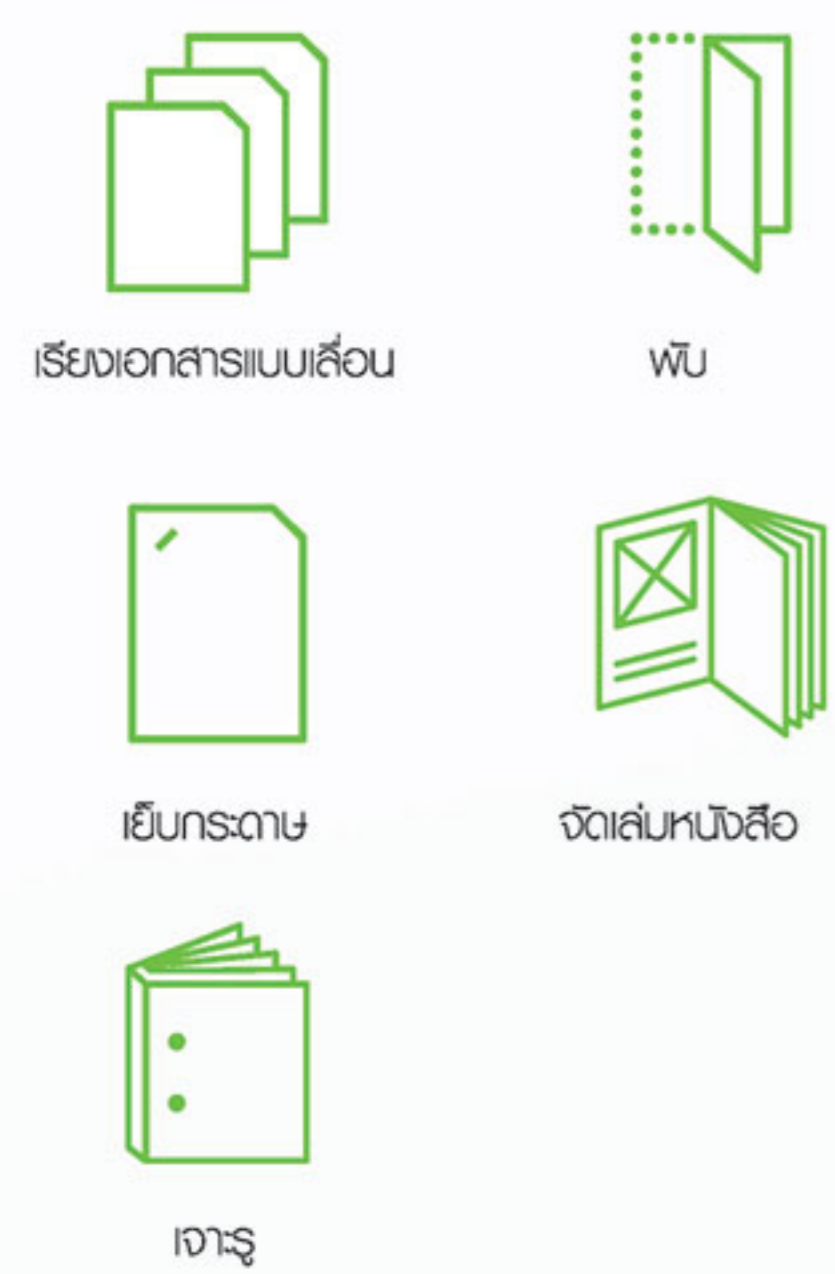 เรียงเอกสารแบบเลื่อน
พับ
เย็บกระดาษ
จัดเล่มหนังสือ
เจาะรู